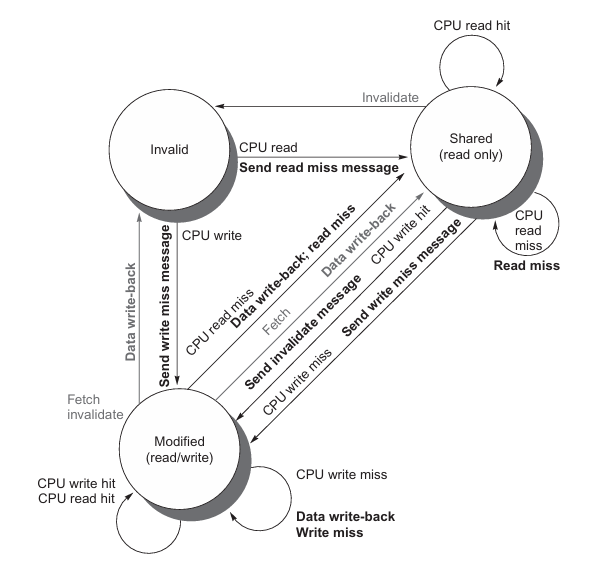 CPU read hit
Invalidate
Invalid
Shared
(read only)
CPU read
Send read miss message
CPU
read
miss
Read miss
CPU write
Send write miss message
Data write-back
Fetch
invalidate
CPU read miss
Data write-back; read miss
Fetch
Data write-back
CPU write hit
Send invalidate message
CPU write miss
Send write miss message
Modified
(read/write)
CPU write hit
CPU read hit
CPU write miss
Data write-back
Write miss